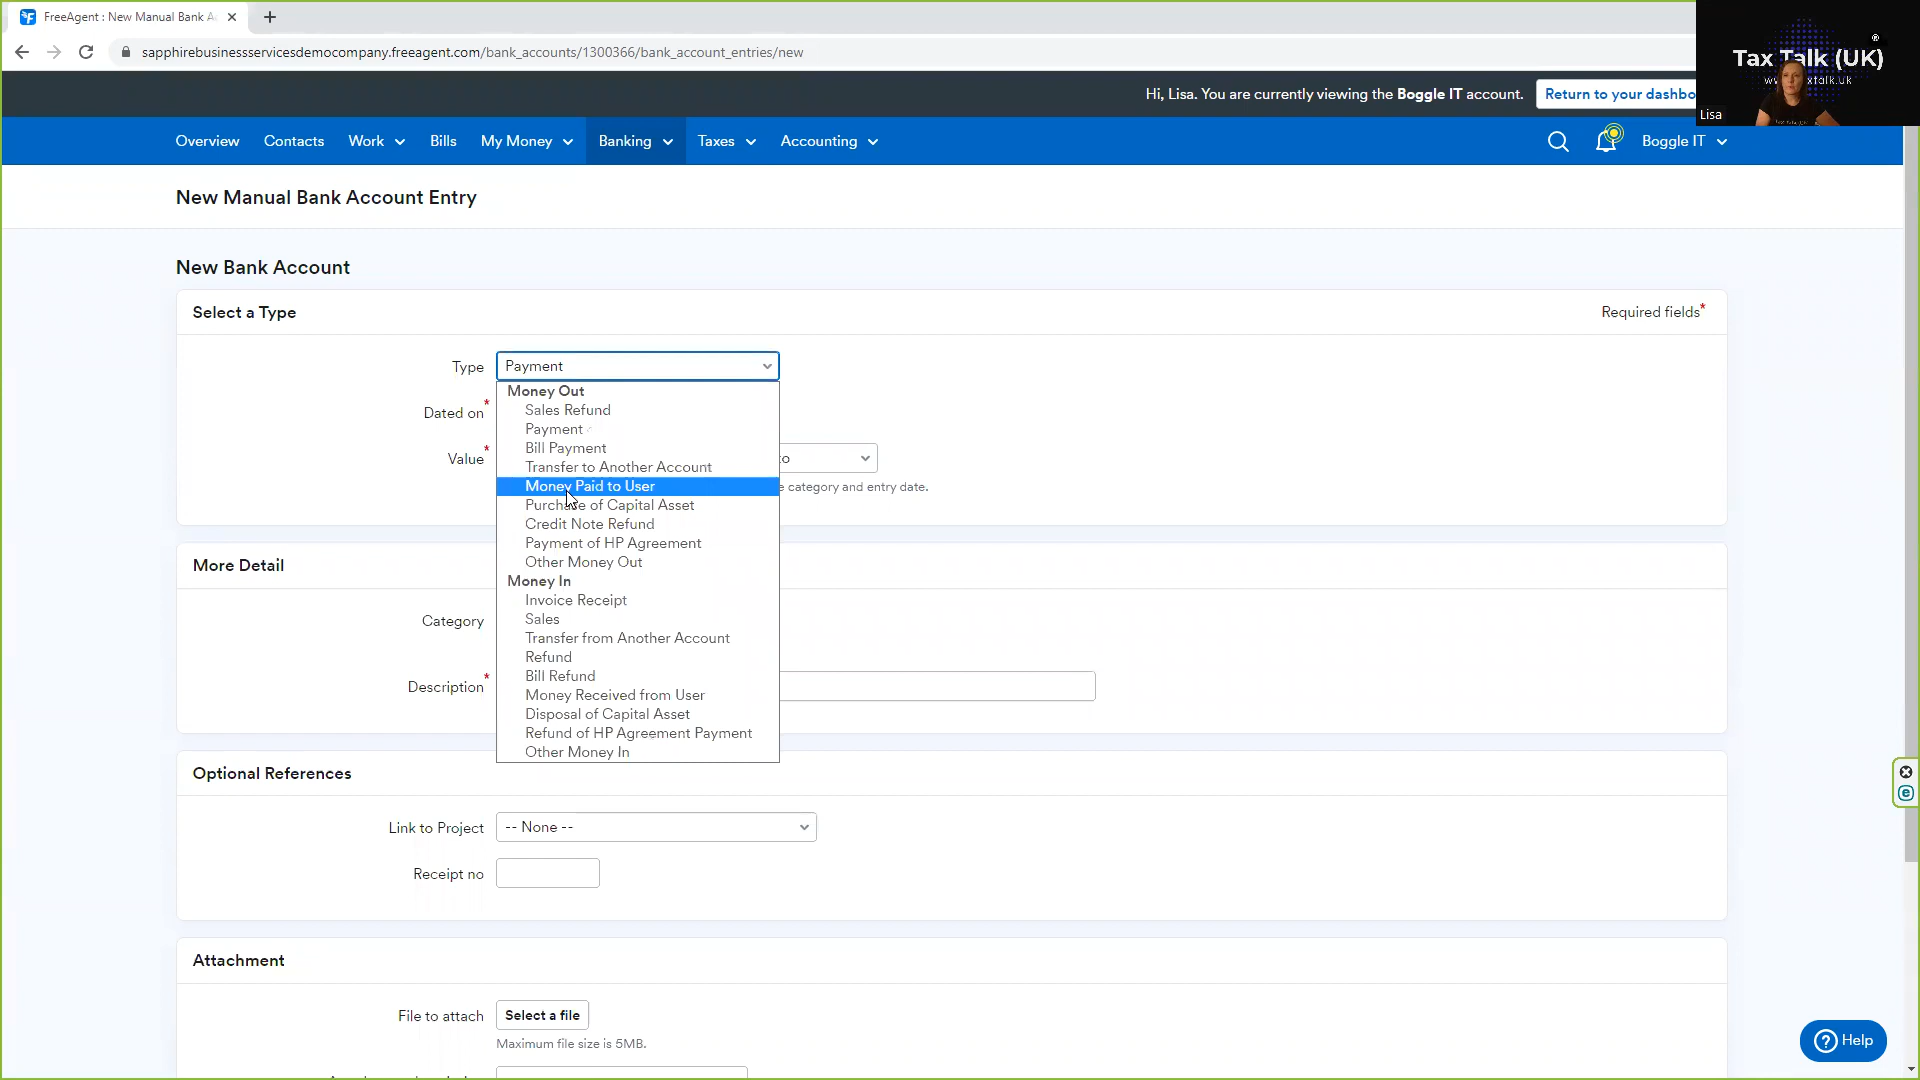 FreeAgent : New Manual Bank A
sapphirebusinessservicesdemocompany.freeagent.com/bank_accounts/1300366/bank_account_entries/new
Tax Talk (UK)®
Lisa
Hi, Lisa. You are currently viewing the Boggle IT account.
Return to your dashbo
Overview
Contacts
Work
Bills
My Money
Banking
Taxes
Accounting
Boggle IT
New Manual Bank Account Entry
New Bank Account
Select a Type
Required fields*
Type
Payment
Money Out
Sales Refund
Payment
Bill Payment
Transfer to Another Account
Money Paid to User
Purchase of Capital Asset
Credit Note Refund
Payment of HP Agreement
Other Money Out
Money In
Invoice Receipt
Sales
Transfer from Another Account
Refund
Bill Refund
Money Received from User
Disposal of Capital Asset
Refund of HP Agreement Payment
Other Money In
Dated on*
Value*
to
e category and entry date.
More Detail
Category
Description*
Optional References
Link to Project
-- None --
Receipt no
Attachment
File to attach
Select a file
Maximum file size is 5MB.
Help